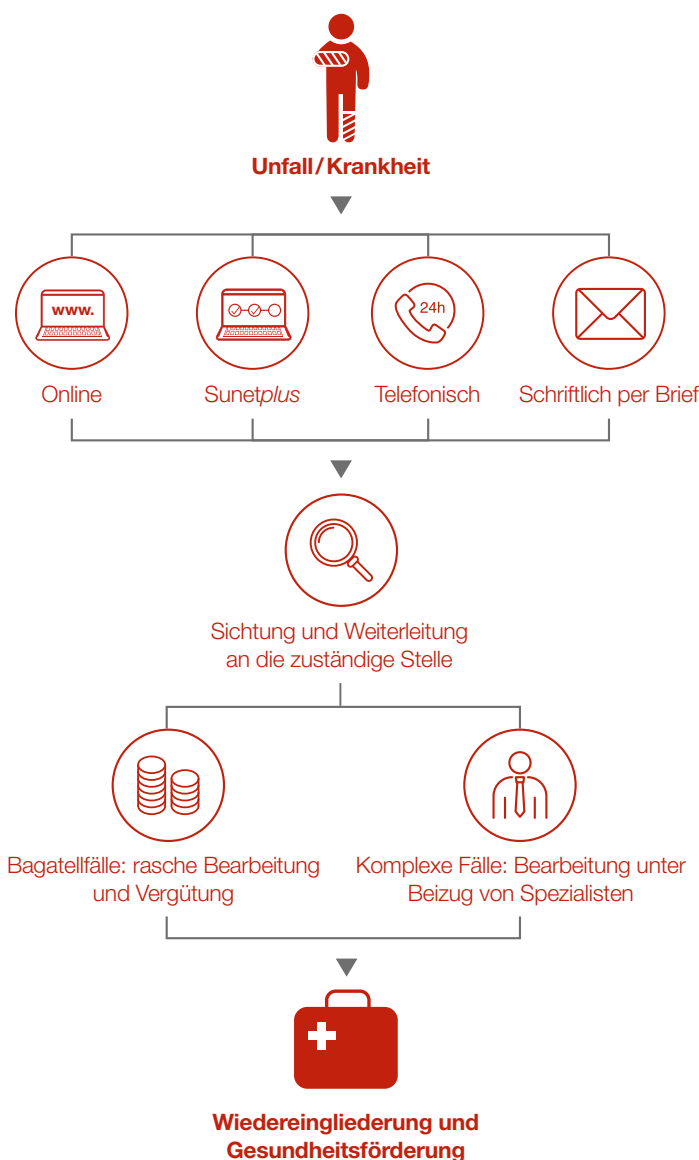 Unfall/Krankheit
www.
24h
Online
Sunetplus
Telefonisch
Schriftlich per Brief
Sichtung und Weiterleitung
an die zuständige Stelle
Bagatellfälle: rasche Bearbeitung
und Vergütung
Komplexe Fälle: Bearbeitung unter
Beizug von Spezialisten
Wiedereingliederung und
Gesundheitsförderung